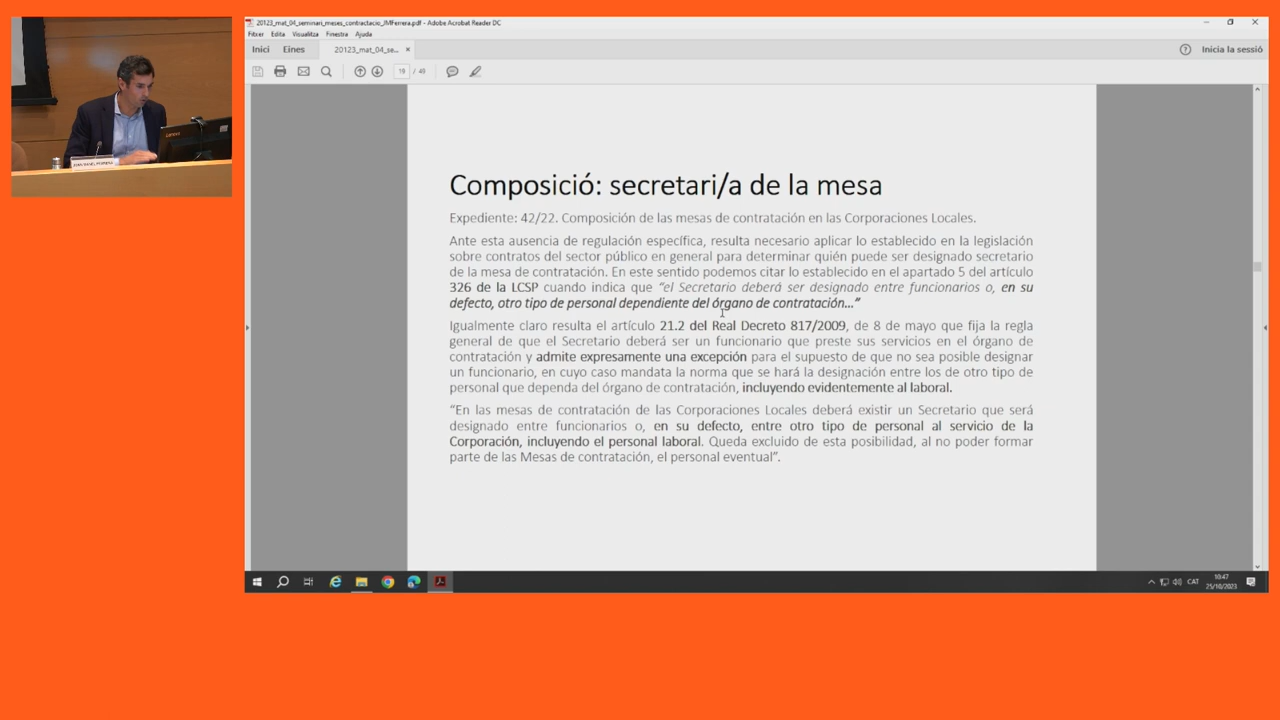 20123_mat_04_seminari_meses_contractacio_JMFerrera.pdf - Adobe Acrobat Reader DC
Fitxer Edita Visualitza Finestra Ajuda
Inici Eines 20123_mat_04_se... × Inicia la sessió
19 / 49
Composició: secretari/a de la mesa
Expediente: 42/22. Composición de las mesas de contratación en las Corporaciones Locales.
Ante esta ausencia de regulación específica, resulta necesario aplicar lo establecido en la legislación
sobre contratos del sector público en general para determinar quién puede ser designado secretario
de la mesa de contratación. En este sentido podemos citar lo establecido en el apartado 5 del artículo
326 de la LCSP cuando indica que “el Secretario deberá ser designado entre funcionarios o, en su
defecto, otro tipo de personal dependiente del órgano de contratación...”
Igualmente claro resulta el artículo 21.2 del Real Decreto 817/2009, de 8 de mayo que fija la regla
general de que el Secretario deberá ser un funcionario que preste sus servicios en el órgano de
contratación y admite expresamente una excepción para el supuesto de que no sea posible designar
un funcionario, en cuyo caso mandata la norma que se hará la designación entre los de otro tipo de
personal que dependa del órgano de contratación, incluyendo evidentemente al laboral.
“En las mesas de contratación de las Corporaciones Locales deberá existir un Secretario que será
designado entre funcionarios o, en su defecto, entre otro tipo de personal al servicio de la
Corporación, incluyendo el personal laboral. Queda excluido de esta posibilidad, al no poder formar
parte de las Mesas de contratación, el personal eventual”.
CAT
10:47
25/10/2023